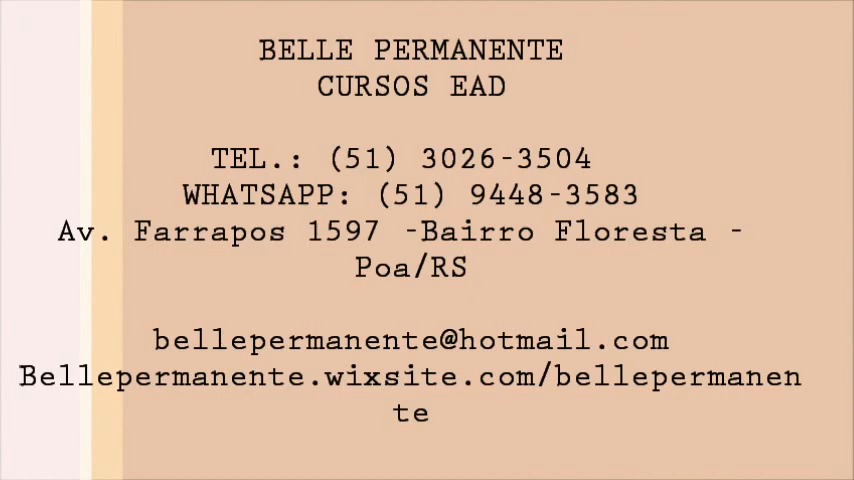 BELLE PERMANENTE
CURSOS EAD
TEL.: (51) 3026-3504
WHATSAPP: (51) 9448-3583
Av. Farrapos 1597 -Bairro Floresta -
Poa/RS
bellepermanente@hotmail.com
Bellepermanente.wixsite.com/bellepermanen
te